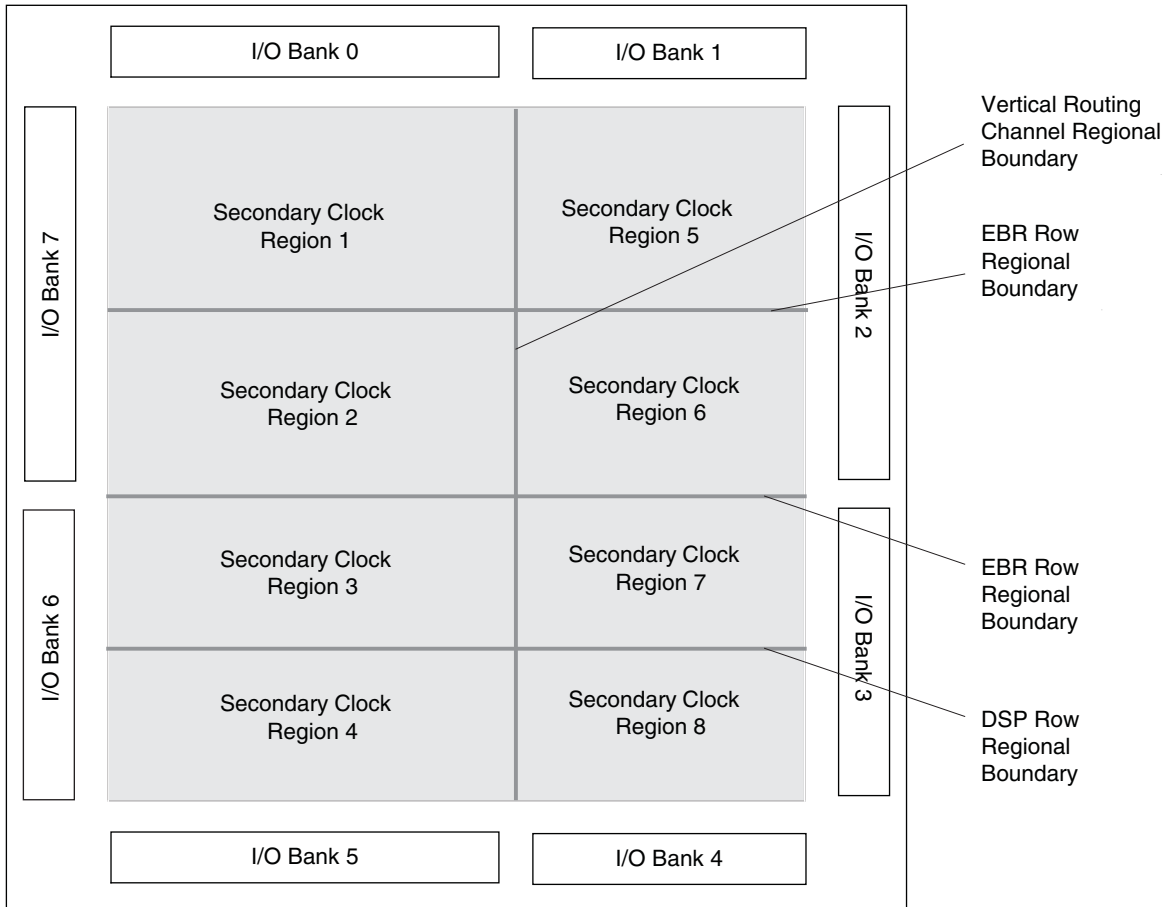 I/O Bank 0
I/O Bank 1
Vertical Routing
Channel Regional
Boundary
I/O Bank 7
Secondary Clock
Region 1
Secondary Clock
Region 5
I/O Bank 2
EBR Row
Regional
Boundary
Secondary Clock
Region 2
Secondary Clock
Region 6
I/O Bank 6
Secondary Clock
Region 3
Secondary Clock
Region 7
I/O Bank 3
EBR Row
Regional
Boundary
Secondary Clock
Region 4
Secondary Clock
Region 8
DSP Row
Regional
Boundary
I/O Bank 5
I/O Bank 4